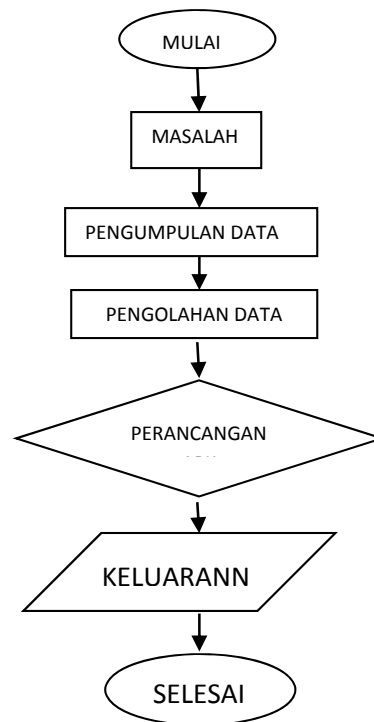 MULAI
MASALAH
PENGUMPULAN DATA
PENGOLAHAN DATA
PERANCANGAN
KELUARANN
SELESAI